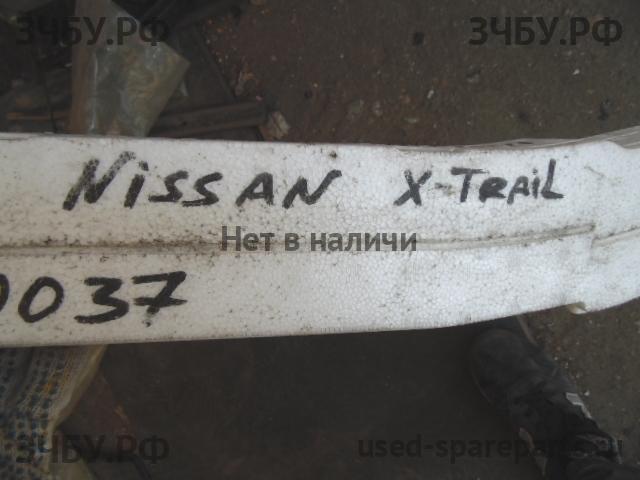 ЗЧБУ.РФ ЗЧБУ.РФ
NiSSAN X-TRAiL
Нет в наличи
0037
ЗЧБУ.РФ used-spareparts.ru